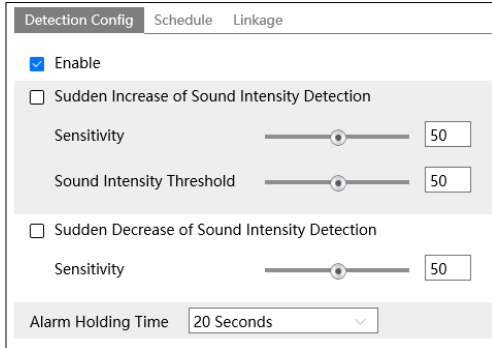 Detection Config Schedule Linkage
Enable
Sudden Increase of Sound Intensity Detection
Sensitivity 50
Sound Intensity Threshold 50
Sudden Decrease of Sound Intensity Detection
Sensitivity 50
Alarm Holding Time 20 Seconds